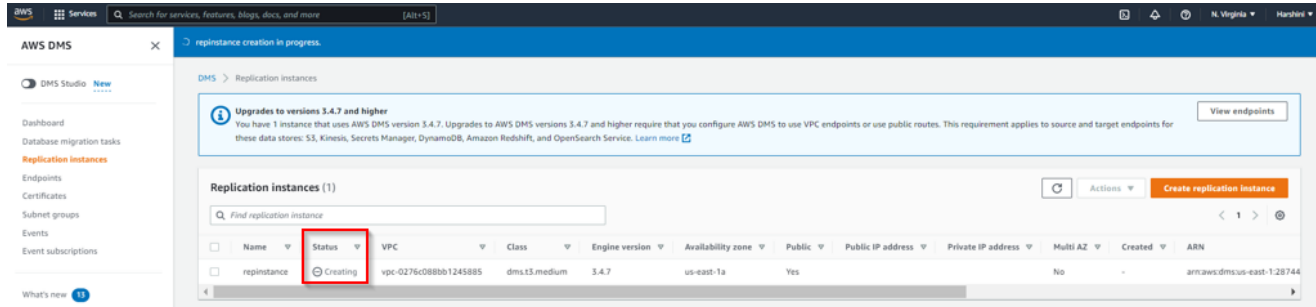 aws
Services
Search for services, features, blogs, docs, and more
[Alt+S]
N. Virginia
Harshini
AWS DMS
repinstance creation in progress.
DMS Studio New
Dashboard
Database migration tasks
Replication instances
Endpoints
Certificates
Subnet groups
Events
Event subscriptions
What's new 13
DMS > Replication instances
Upgrades to versions 3.4.7 and higher
You have 1 instance that uses AWS DMS version 3.4.7. Upgrades to AWS DMS versions 3.4.7 and higher require that you configure AWS DMS to use VPC endpoints or use public routes. This requirement applies to source and target endpoints for
these data stores: S3, Kinesis, Secrets Manager, DynamoDB, Amazon Redshift, and OpenSearch Service. Learn more
View endpoints
Replication instances (1)
Actions
Create replication instance
Find replication instance
< 1 >
Name Status VPC Class Engine version Availability zone Public Public IP address Private IP address Multi AZ Created ARN
repinstance Creating vpc-0276c088bb1245885 dms.t3.medium 3.4.7 us-east-1a Yes No - arn:aws:dms:us-east-1:28744